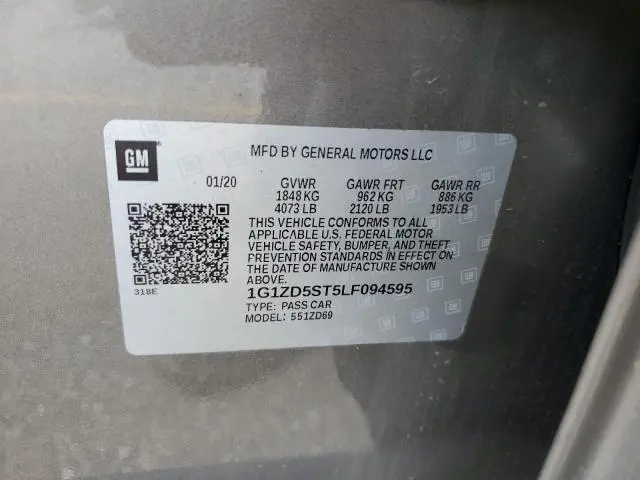 GM
MFD BY GENERAL MOTORS LLC
01/20 GVWR GAWR FRT GAWR RR
1848 KG 962 KG 886 KG
4073 LB 2120 LB 1953 LB
THIS VEHICLE CONFORMS TO ALL
APPLICABLE U.S. FEDERAL MOTOR
VEHICLE SAFETY, BUMPER, AND THEFT
PREVENTION STANDARDS IN EFFECT ON
THE DATE OF MANUFACTURE SHOWN
ABOVE.
318E
1G1ZD5ST5LF094595
TYPE: PASS CAR
MODEL: 551ZD69